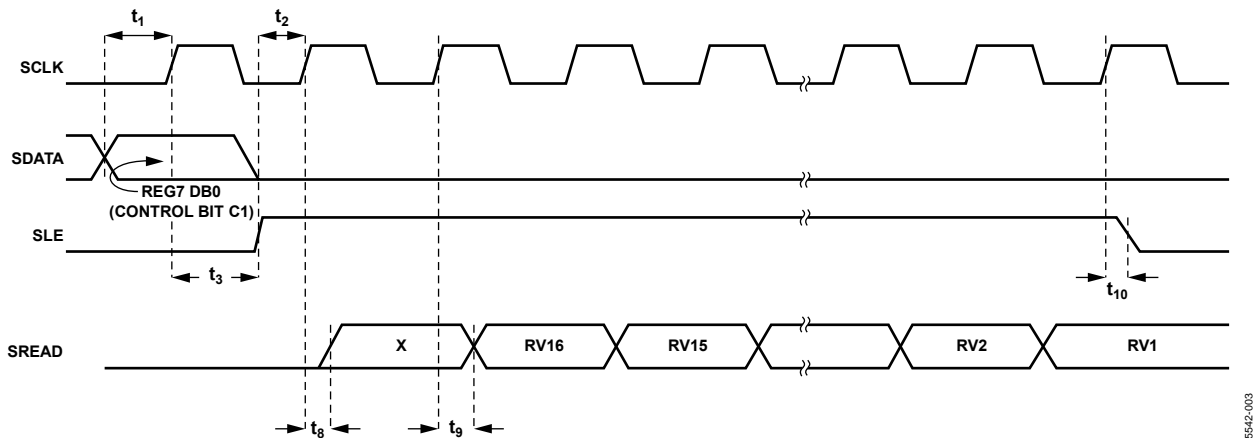 t1
t2
SCLK
SDATA
REG7 DB0
(CONTROL BIT C1)
SLE
t3
t10
SREAD
X
RV16
RV15
RV2
RV1
t8
t9
5542-003